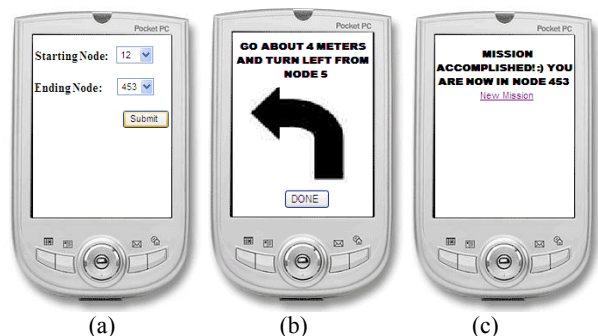 Pocket PC
Starting Node: 12
Ending Node: 453
Submit
(a)
Pocket PC
GO ABOUT 4 METERS
AND TURN LEFT FROM
NODE 5
DONE
(b)
Pocket PC
MISSION
ACCOMPLISHED! :) YOU
ARE NOW IN NODE 453
New Mission
(c)